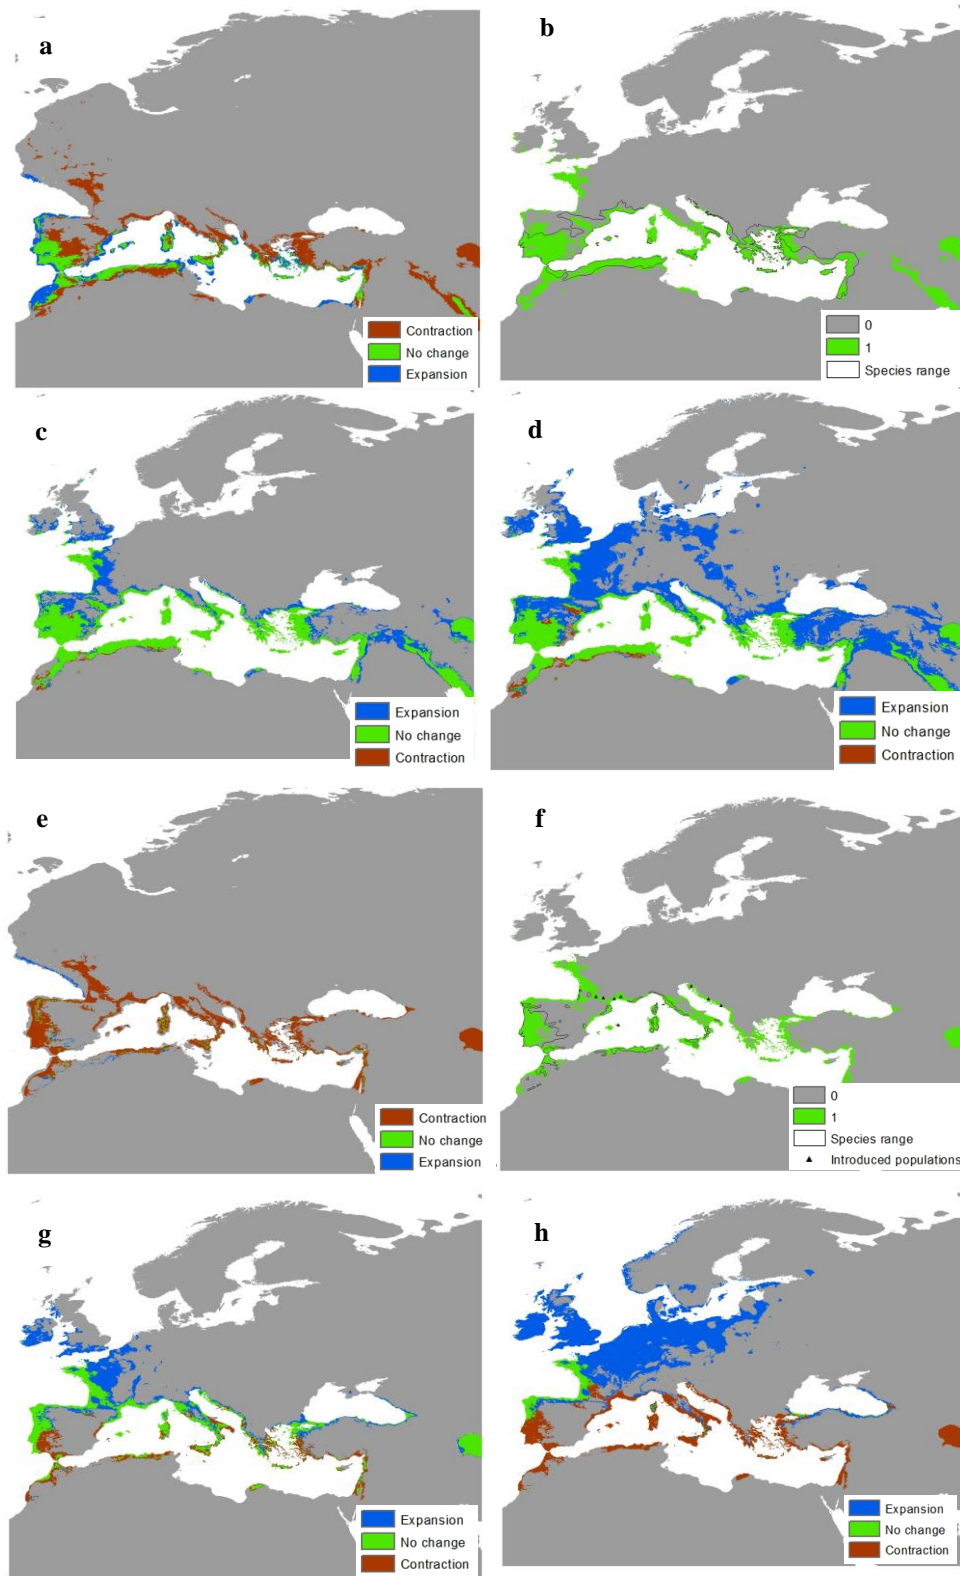 a
Contraction
No change
Expansion
b
0
1
Species range
c
Expansion
No change
Contraction
d
Expansion
No change
Contraction
e
Contraction
No change
Expansion
f
0
1
Species range
Introduced populations
g
Expansion
No change
Contraction
h
Expansion
No change
Contraction